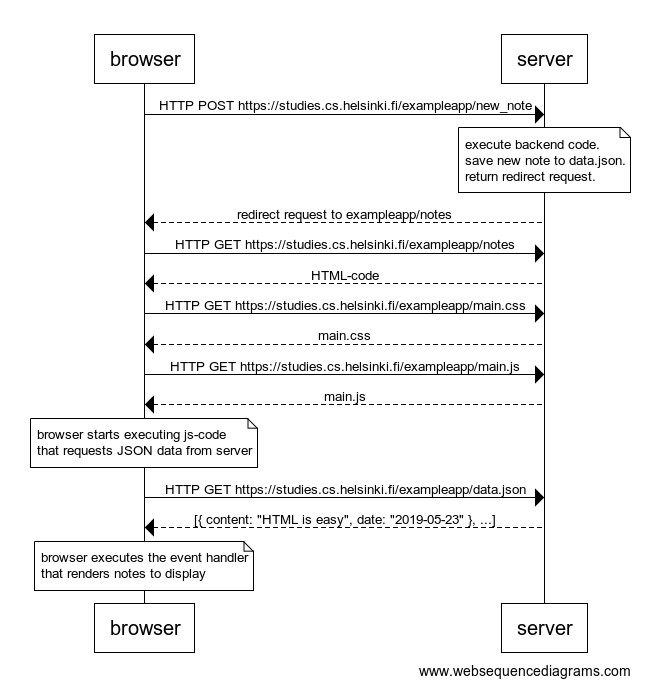 browser
server
HTTP POST https://studies.cs.helsinki.fi/exampleapp/new_note
execute backend code.
save new note to data.json.
return redirect request.
redirect request to exampleapp/notes
HTTP GET https://studies.cs.helsinki.fi/exampleapp/notes
HTML-code
HTTP GET https://studies.cs.helsinki.fi/exampleapp/main.css
main.css
HTTP GET https://studies.cs.helsinki.fi/exampleapp/main.js
main.js
browser starts executing js-code
that requests JSON data from server
HTTP GET https://studies.cs.helsinki.fi/exampleapp/data.json
[{ content: "HTML is easy", date: "2019-05-23" }, ...]
browser executes the event handler
that renders notes to display
browser
server
www.websequencediagrams.com